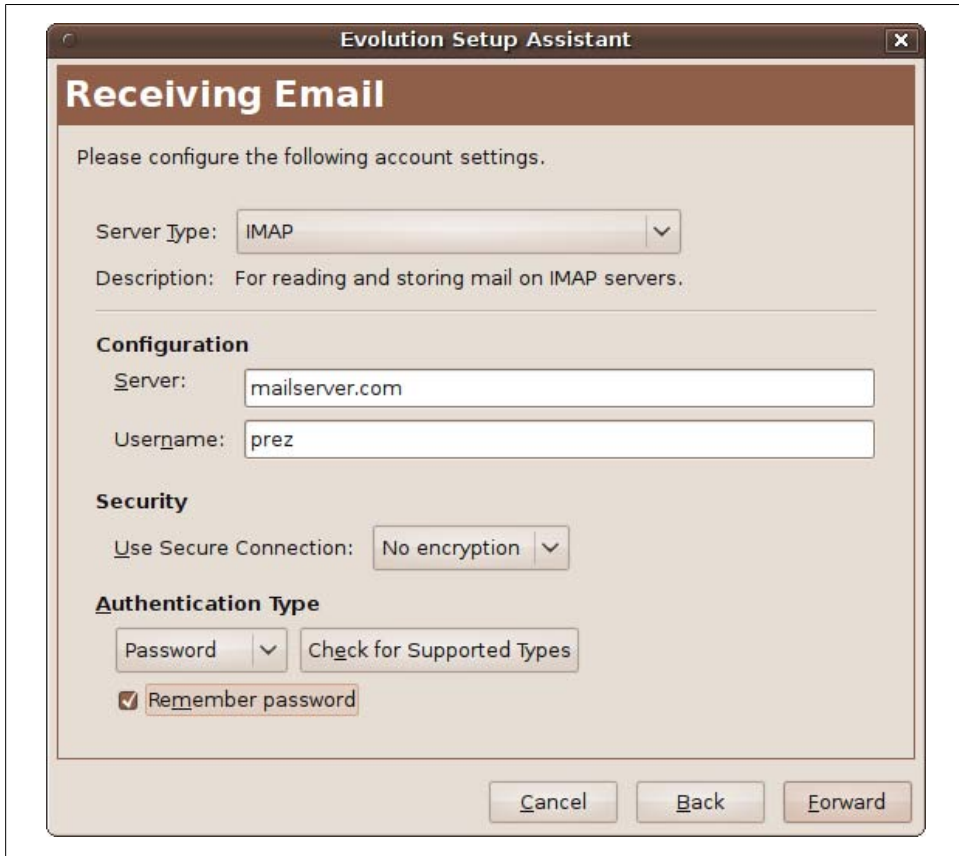 Evolution Setup Assistant
Receiving Email
Please configure the following account settings.
Server Type: IMAP
Description: For reading and storing mail on IMAP servers.
Configuration
Server: mailserver.com
Username: prez
Security
Use Secure Connection: No encryption
Authentication Type
Password Check for Supported Types
Remember password
Cancel Back Forward